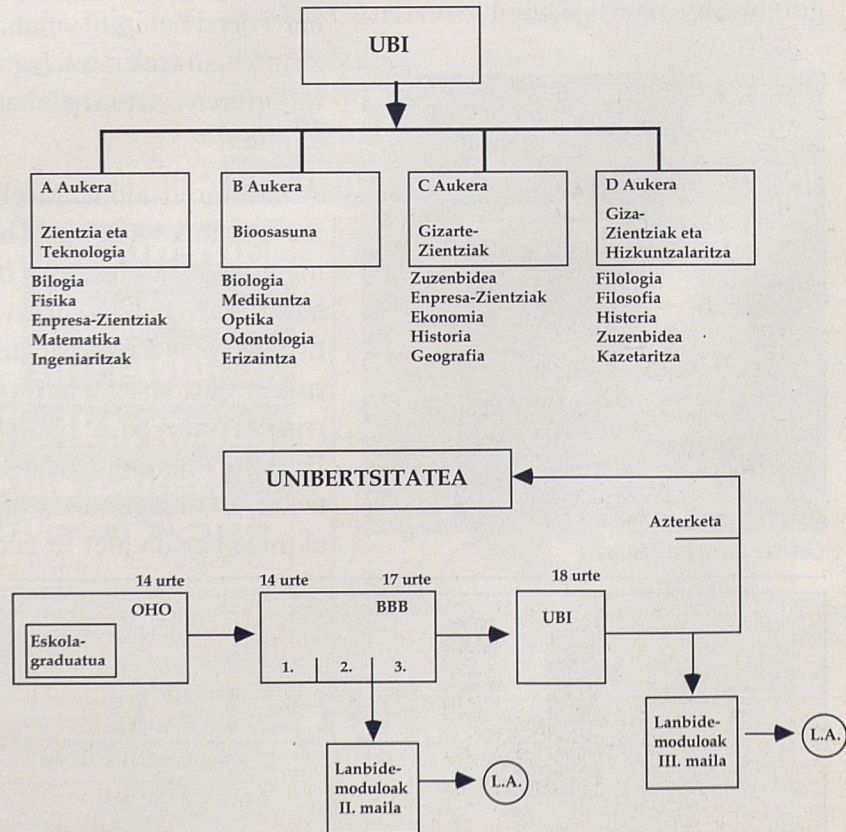 UBI
A Aukera
Zientzia eta
Teknologia
Bilogia
Fisika
Enpresa-Zientziak
Matematika
Ingeniaritzak
B Aukera
Bioosasuna
Biologia
Medikuntza
Optika
Odontologia
Erizaintza
C Aukera
Gizarte-
Zientziak
Zuzenbidea
Enpresa-Zientziak
Ekonomia
Historia
Geografia
D Aukera
Giza-
Zientziak eta
Hizkuntzalaritza
Filologia
Filosofia
Historia
Zuzenbidea
Kazetaritza
UNIBERTSITATEA
Azterketa
14 urte
OHO
Eskola-
graduatua
14 urte 17 urte
BBB
1. 2. 3.
18 urte
UBI
Lanbide-
moduloak
II. maila
L.A.
Lanbide-
moduloak
III. maila
L.A.